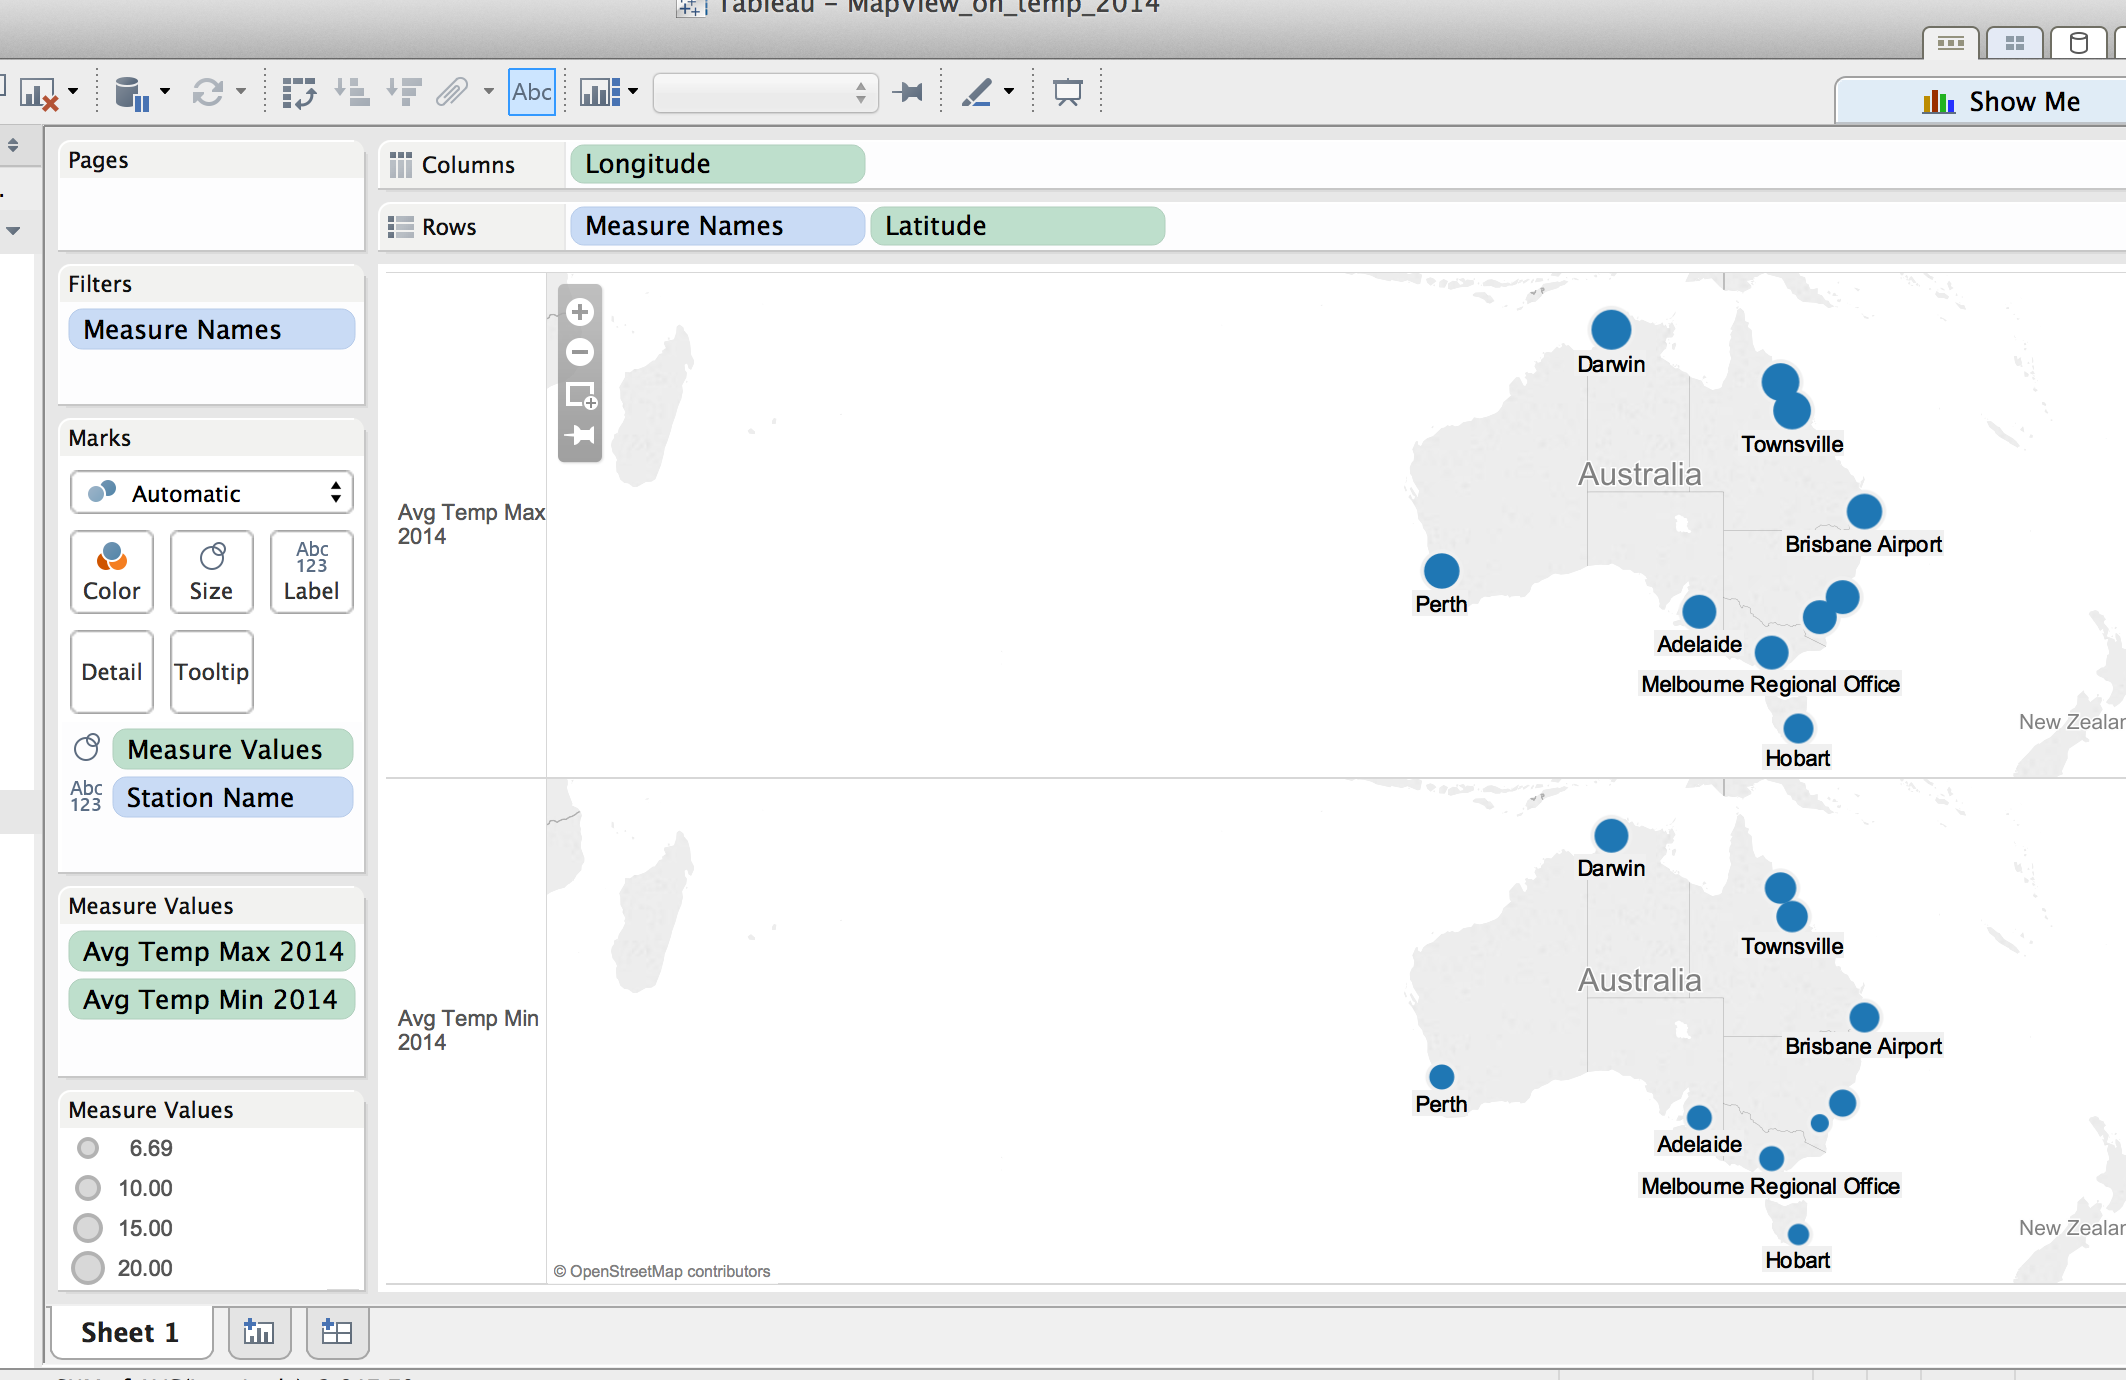 Tableau - MapView_on_temp_2014
Abc
Show Me
Pages
Columns
Longitude
Rows
Measure Names
Latitude
Filters
Measure Names
Marks
Automatic
Color
Size
Abc
123
Label
Detail
Tooltip
Measure Values
Abc
123
Station Name
Measure Values
Avg Temp Max 2014
Avg Temp Min 2014
Measure Values
6.69
10.00
15.00
20.00
Avg Temp Max
2014
Darwin
Townsville
Australia
Brisbane Airport
Perth
Adelaide
Melbourne Regional Office
New Zealan
Hobart
Avg Temp Min
2014
Darwin
Townsville
Australia
Brisbane Airport
Perth
Adelaide
Melbourne Regional Office
New Zealan
Hobart
© OpenStreetMap contributors
Sheet 1